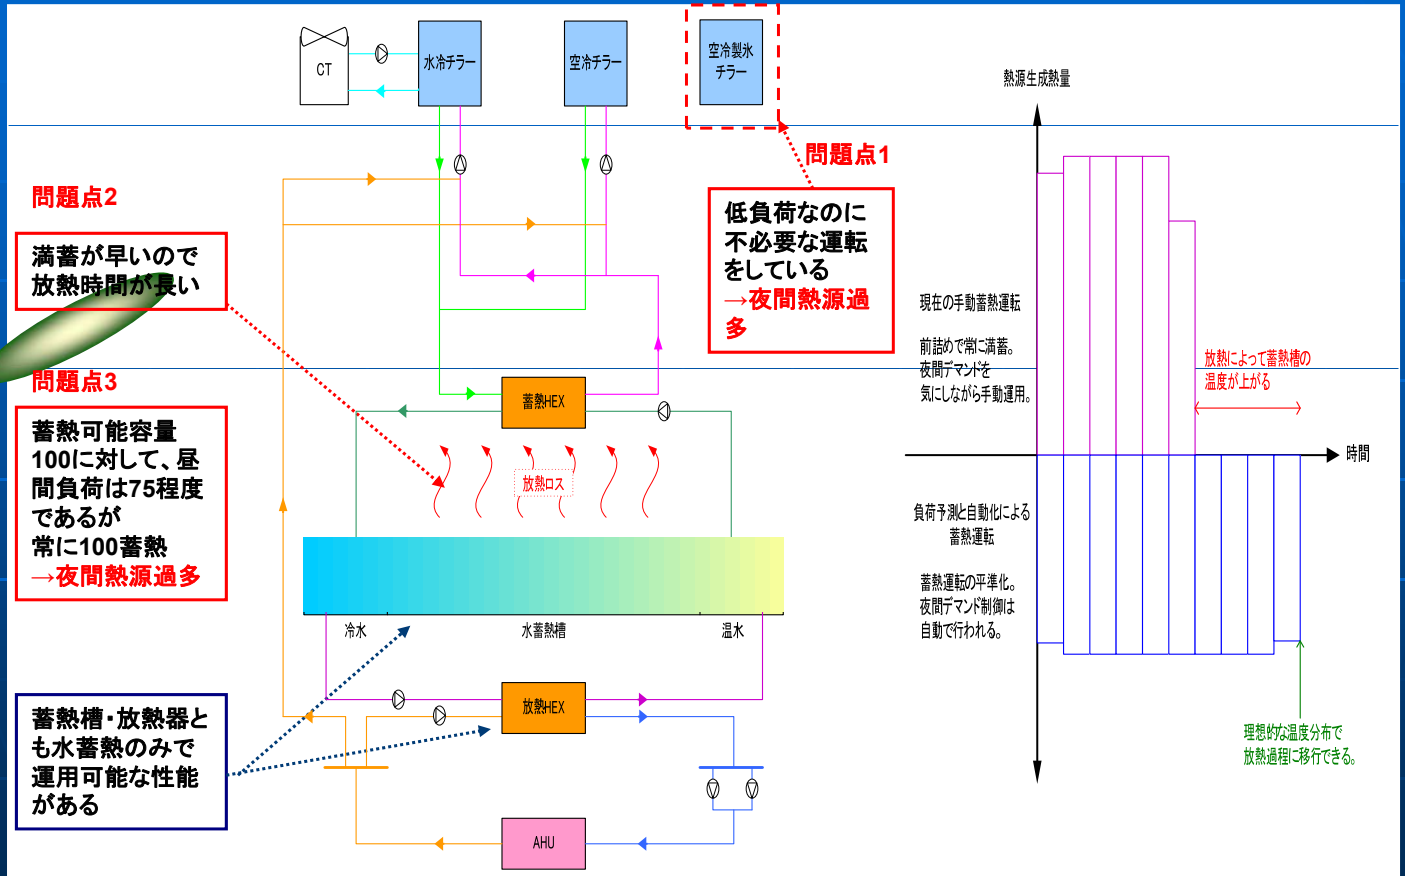 CT
水冷チラー
空冷チラー
空冷製氷
チラー
問題点1
低負荷なのに
不必要な運転
をしている
→夜間熱源過
多
問題点2
満蓄が早いので
放熱時間が長い
問題点3
蓄熱可能容量
100に対して、昼
間負荷は75程度
であるが
常に100蓄熱
→夜間熱源過多
蓄熱槽・放熱器と
も水蓄熱のみで
運用可能な性能
がある
蓄熱HEX
放熱ロス
冷水
水蓄熱槽
温水
放熱HEX
AHU
熱源生成熱量
現在の手動蓄熱運転
前詰めで常に満蓄。
夜間デマンドを
気にしながら手動運用。
放熱によって蓄熱槽の
温度が上がる
時間
負荷予測と自動化による
蓄熱運転
蓄熱運転の平準化。
夜間デマンド制御は
自動で行われる。
理想的な温度分布で
放熱過程に移行できる。